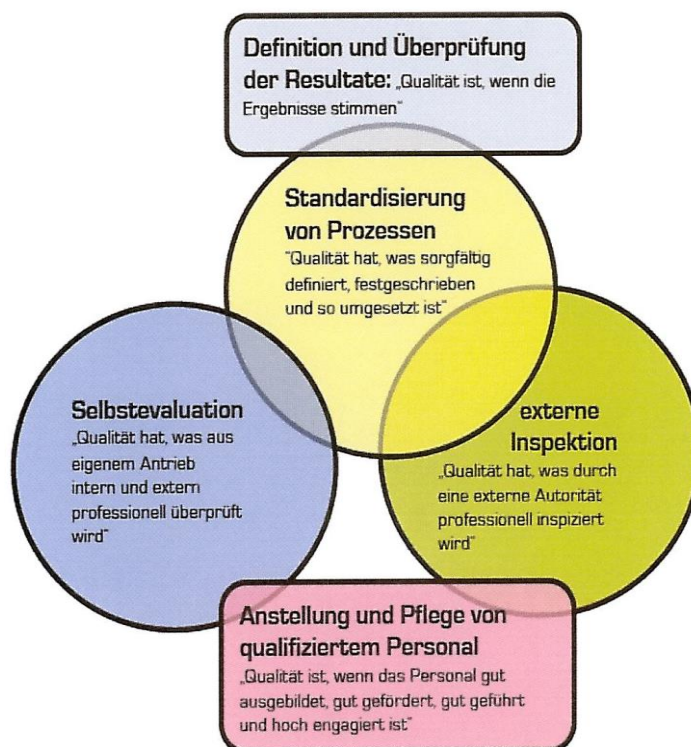 Definition und Überprüfung
der Resultate: „Qualität ist, wenn die
Ergebnisse stimmen“
Standardisierung
von Prozessen
“Qualität hat, was sorgfältig
definiert, festgeschrieben
und so umgesetzt ist“
Selbstevaluation
„Qualität hat, was aus
eigenem Antrieb
intern und extern
professionell überprüft
wird“
externe
Inspektion
„Qualität hat, was durch
eine externe Autorität
professionell inspiziert
wird“
Anstellung und Pflege von
qualifiziertem Personal
„Qualität ist, wenn das Personal gut
ausgebildet, gut gefördert, gut geführt
und hoch engagiert ist“